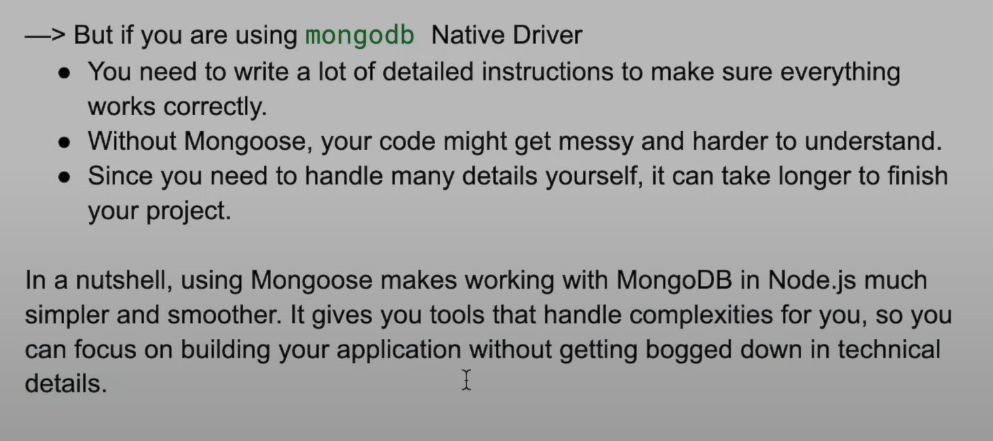 —> But if you are using mongodb Native Driver
● You need to write a lot of detailed instructions to make sure everything
works correctly.
● Without Mongoose, your code might get messy and harder to understand.
● Since you need to handle many details yourself, it can take longer to finish
your project.
In a nutshell, using Mongoose makes working with MongoDB in Node.js much
simpler and smoother. It gives you tools that handle complexities for you, so you
can focus on building your application without getting bogged down in technical
details.